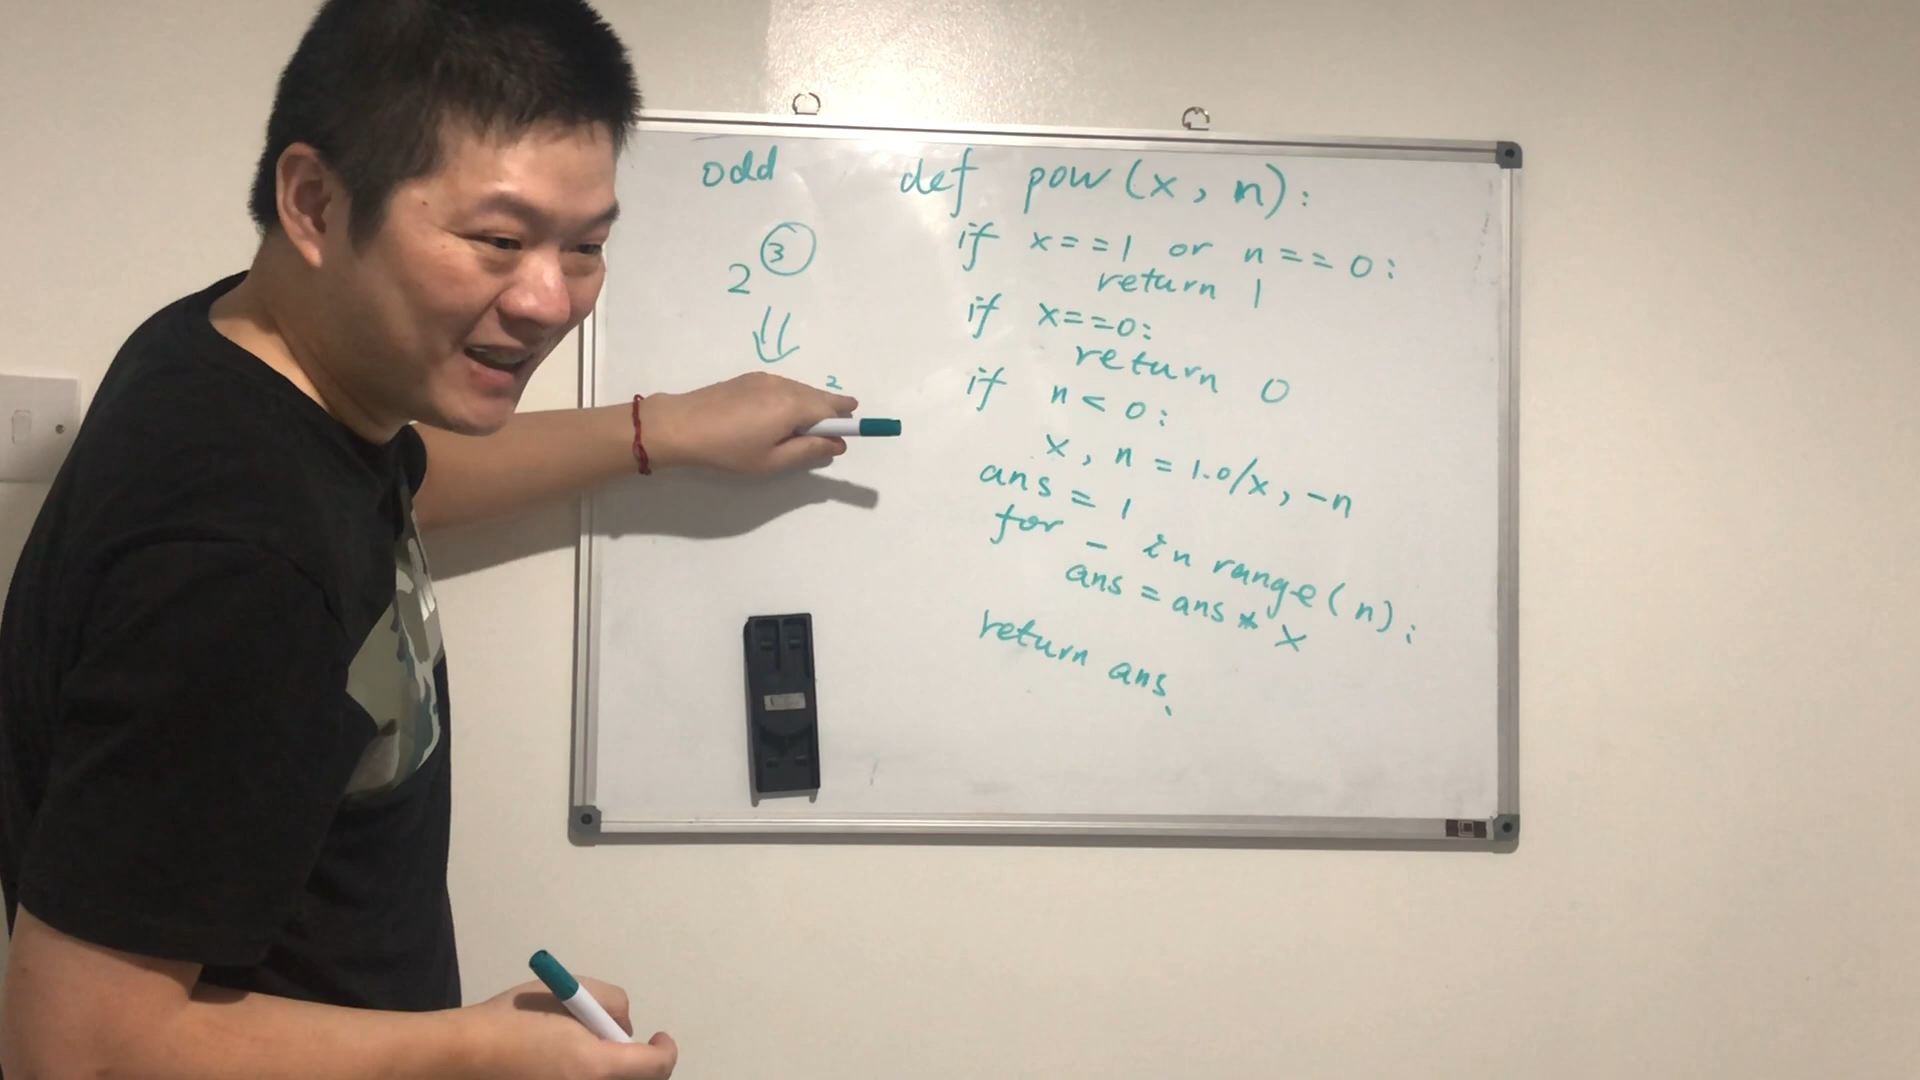 odd
2 3
2
def pow (x, n):
if x==1 or n==0:
return 1
if x==0:
return 0
if n<0:
x, n = 1.0/x, -n
ans = 1
for _ in range(n):
ans = ans * x
return ans